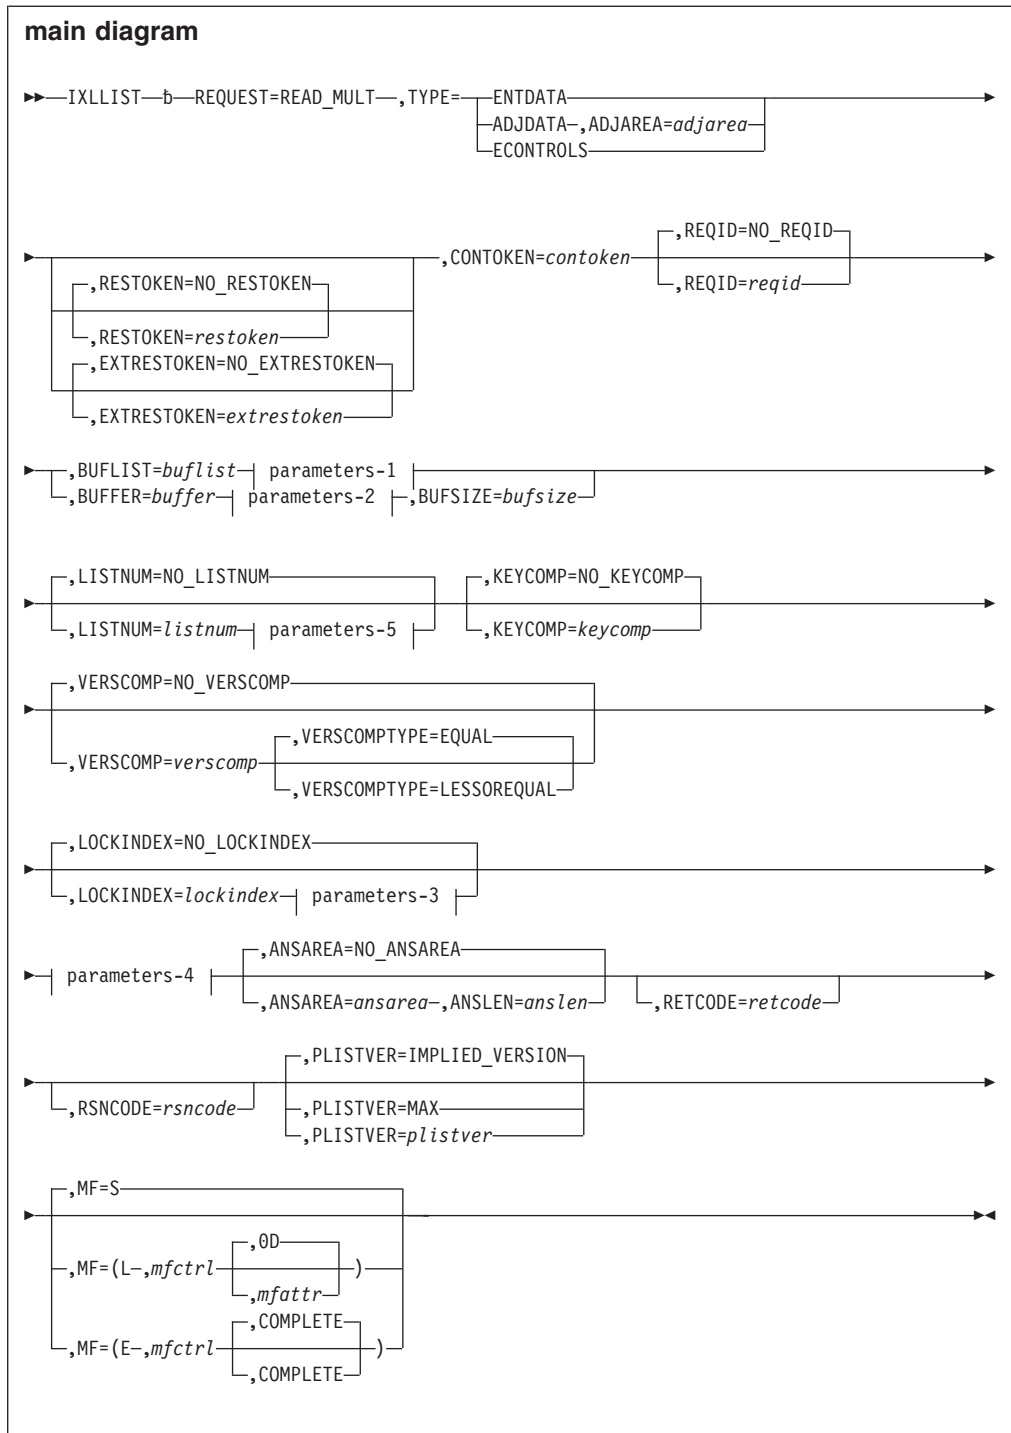 main diagram
IXLLIST ␢ REQUEST=READ_MULT ,TYPE= ENTDATA
ADJDATA ,ADJAREA=adjarea
ECONTROLS
,CONTOKEN=contoken ,REQID=NO_REQID
,REQID=reqid
,RESTOKEN=NO_RESTOKEN
,RESTOKEN=restoken
,EXTRESTOKEN=NO_EXTRESTOKEN
,EXTRESTOKEN=extrestoken
,BUFLIST=buflist parameters-1
,BUFFER=buffer parameters-2 ,BUFSIZE=bufsize
,LISTNUM=NO_LISTNUM ,KEYCOMP=NO_KEYCOMP
,LISTNUM=listnum parameters-5 ,KEYCOMP=keycomp
,VERSCOMP=NO_VERSCOMP
,VERSCOMP=verscomp ,VERSCOMPTYPE=EQUAL
,VERSCOMPTYPE=LESSOREQUAL
,LOCKINDEX=NO_LOCKINDEX
,LOCKINDEX=lockindex parameters-3
parameters-4 ,ANSAREA=NO_ANSAREA
,ANSAREA=ansarea ,ANSLEN=anslen ,RETCODE=retcode
,RSNCODE=rsncode ,PLISTVER=IMPLIED_VERSION
,PLISTVER=MAX
,PLISTVER=plistver
,MF=S
,MF=(L ,mfctrl ,0D )
,mfattr
,MF=(E ,mfctrl ,COMPLETE )
,COMPLETE